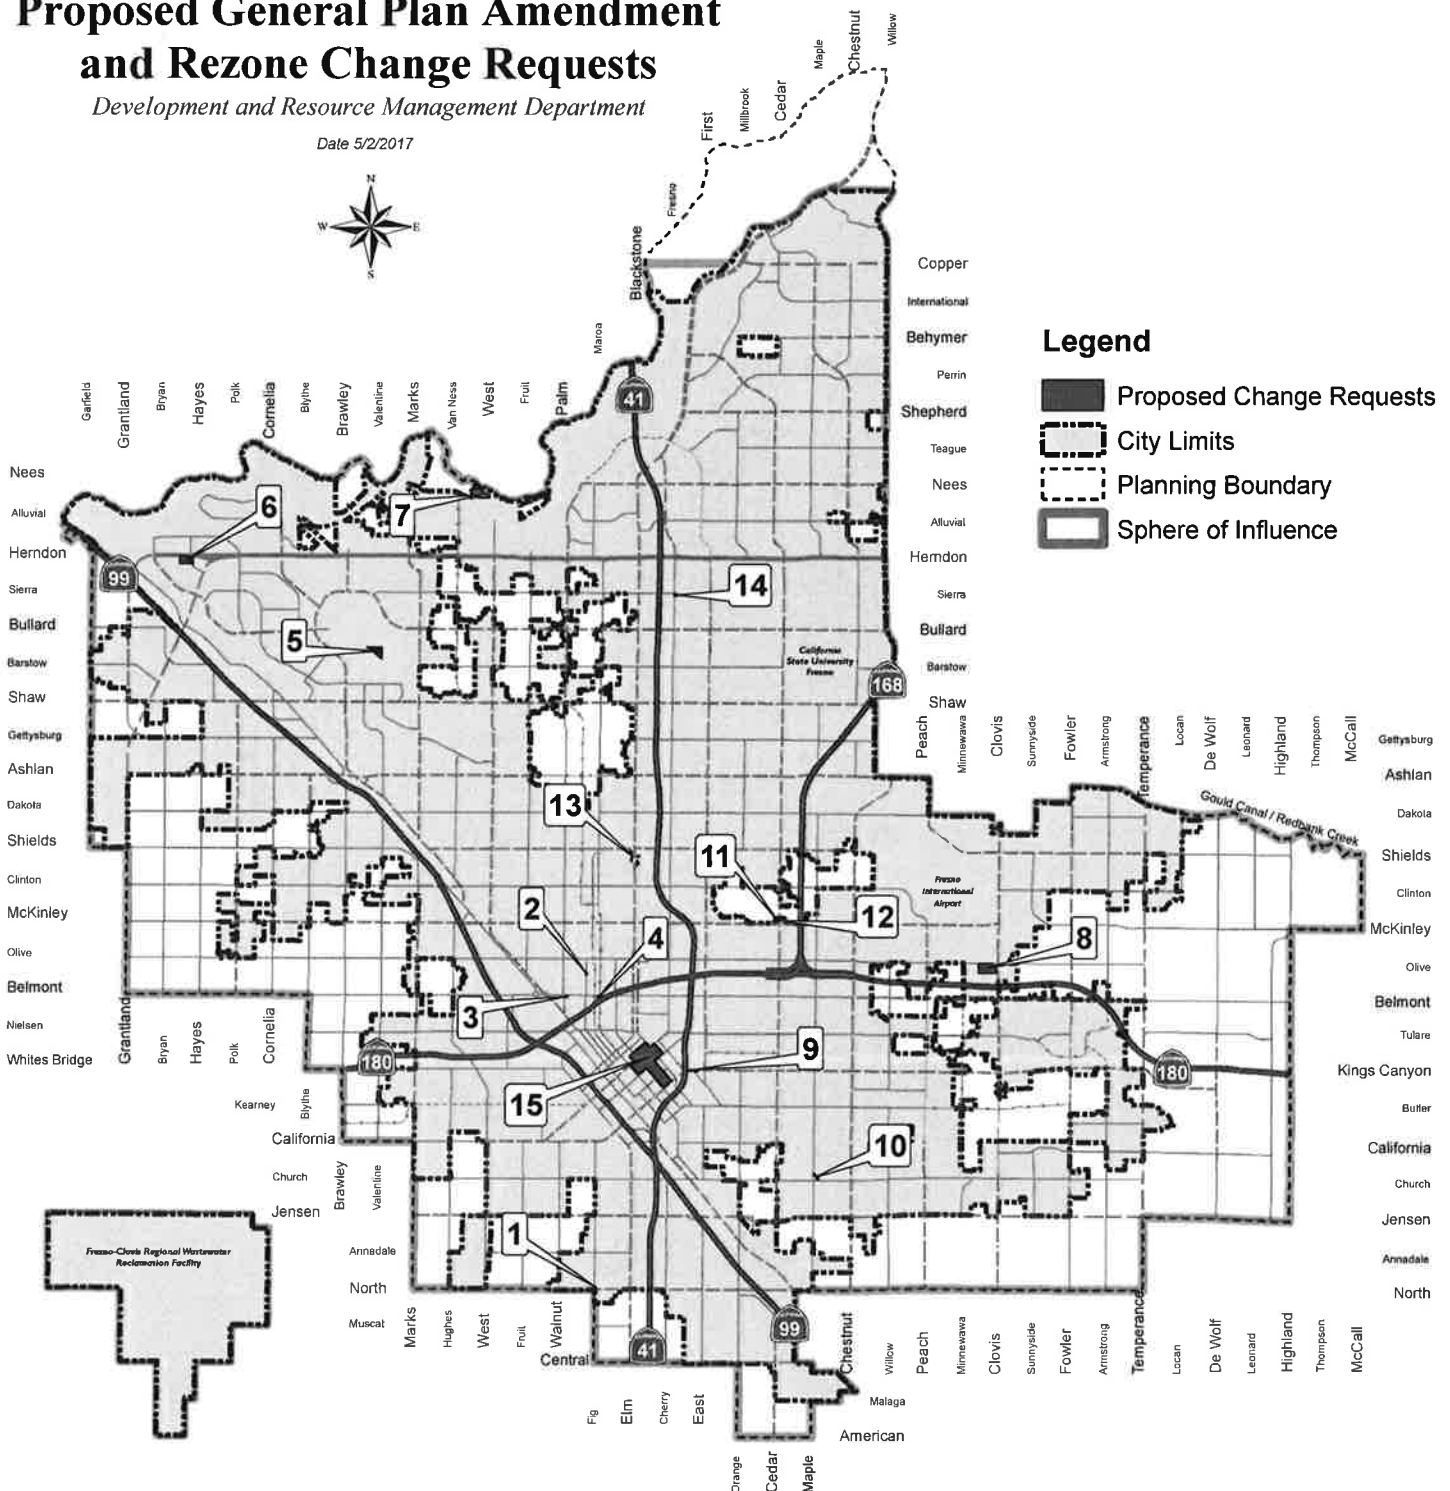 Proposed General Plan Amendment
and Rezone Change Requests
Development and Resource Management Department
Date 5/2/2017
N
W
E
S
Fresno
First
Millbrook
Cedar
Maple
Chestnut
Willow
Blackstone
Maroa
Copper
International
Behymer
Perrin
Shepherd
Teague
Nees
Alluvial
Herndon
Sierra
Bullard
Barstow
Shaw
Legend
Proposed Change Requests
City Limits
Planning Boundary
Sphere of Influence
Garfield
Grantland
Bryan
Hayes
Polk
Cornelia
Blythe
Brawley
Valentine
Marks
Van Ness
West
Fruit
Palm
41
Nees
Alluvial
Herndon
Sierra
Bullard
Barstow
Shaw
Gettysburg
Ashlan
Dakota
Shields
Clinton
McKinley
Olive
Belmont
Nielsen
Whites Bridge
6
7
99
14
5
California
State University
Fresno
168
Peach
Minnewawa
Clovis
Sunnyside
Fowler
Armstrong
Temperance
Locan
De Wolf
Leonard
Highland
Thompson
McCall
Gettysburg
Ashlan
Dakota
Shields
Clinton
McKinley
Olive
Belmont
Tulare
Kings Canyon
Butler
California
Church
Jensen
Annadale
North
Gould Canal / Redbank Creek
13
11
Fresno
International
Airport
2
12
4
8
3
Grantland
Bryan
Hayes
Polk
Cornelia
180
9
180
15
Kearney
Blythe
California
10
Church
Brawley
Valentine
Jensen
1
Annadale
North
Muscat
Fresno-Clovis Regional Wastewater
Reclamation Facility
Marks
Hughes
West
Fruit
Walnut
Central
41
99
Chestnut
Willow
Peach
Minnewawa
Clovis
Sunnyside
Fowler
Armstrong
Temperance
Locan
De Wolf
Leonard
Highland
Thompson
McCall
Fig
Elm
Cherry
East
Malaga
American
Orange
Cedar
Maple